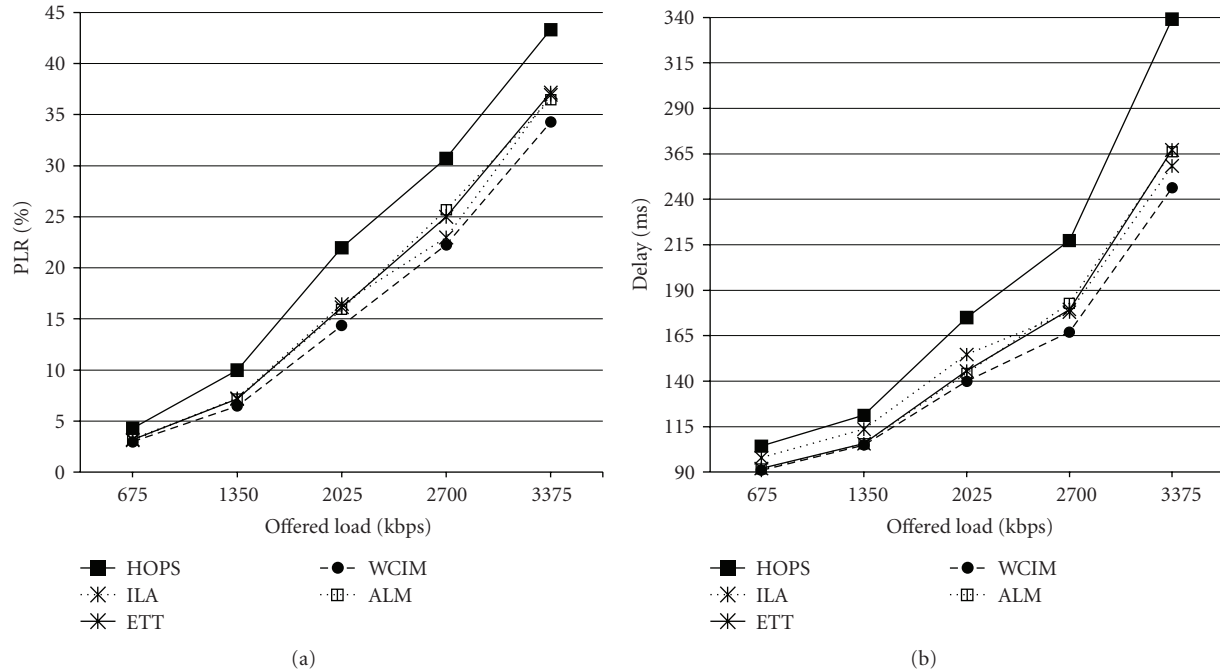 45
40
35
30
25
20
15
10
5
0
PLR (%)
675 1350 2025 2700 3375
Offered load (kbps)
HOPS
ILA
ETT
WCIM
ALM
(a)
340
315
290
365
240
215
190
165
140
115
90
Delay (ms)
675 1350 2025 2700 3375
Offered load (kbps)
HOPS
ILA
ETT
WCIM
ALM
(b)